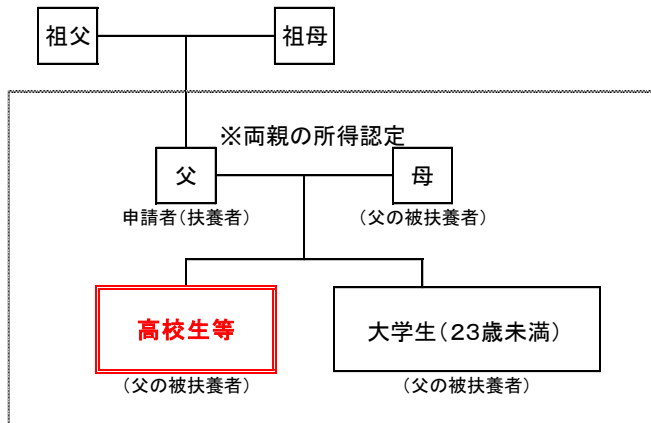 祖父
祖母
※両親の所得認定
父
母
申請者(扶養者)
(父の被扶養者)
高校生等
大学生(23歳未満)
(父の被扶養者)
(父の被扶養者)